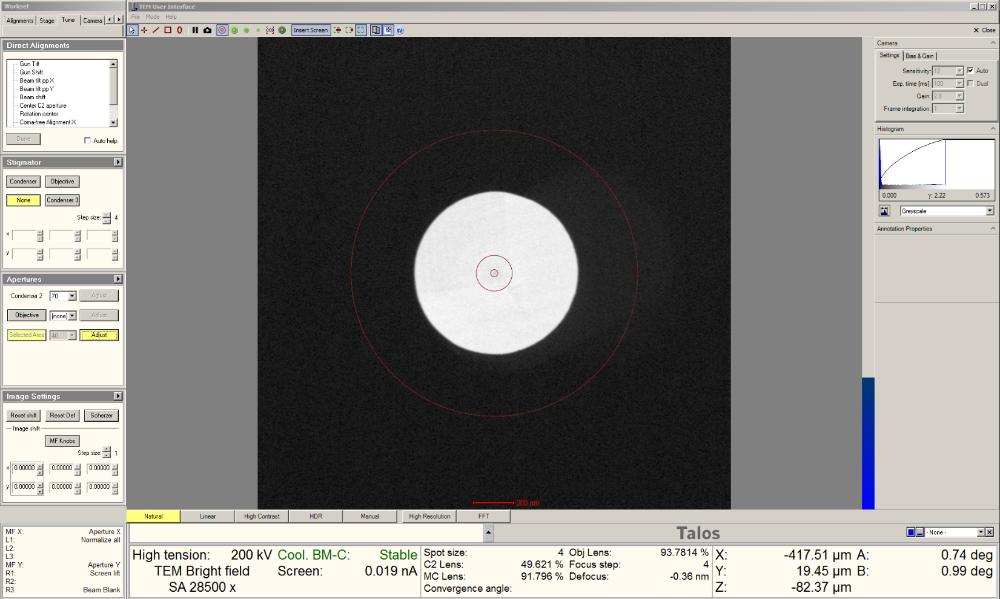 Workset
TEM User Interface
File Mode Help
Alignments Stage Tune Camera
CCD Insert Screen
Close
Direct Alignments
Gun Tilt
Gun Shift
Beam tilt pp X
Beam tilt pp Y
Beam shift
Center C2 aperture
Rotation center
Coma-free Alignment X
Done Auto help
Stigmator
Condenser Objective
None Condenser 3
Step size: 4
x
y
Apertures
Condenser 2 70 Adjust
Objective [none] Adjust
Selected Area 40 Adjust
Image Settings
Reset shift Reset Def Scherzer
Image shift
MF Knobs
Step size: 1
x 0.00000 0.00000 0.00000
y 0.00000 0.00000 0.00000
200 nm
Camera
Settings Bias & Gain
Sensitivity: 12 Auto
Exp. time [ms]: 100 Dual
Gain: 2.8
Frame integration: 1
Histogram
0.000 γ: 2.22 0.573
Greyscale
Annotation Properties
Natural Linear High Contrast HDR Manual High Resolution FFT
MF X: Aperture X
L1: Normalize all
L2:
L3:
MF Y: Aperture Y
R1: Screen lift
R2:
R3: Beam Blank
Talos
- None -
High tension: 200 kV Cool. BM-C: Stable
TEM Bright field Screen: 0.019 nA
SA 28500 x
Spot size: 4 Obj Lens: 93.7814 %
C2 Lens: 49.621 % Focus step: 4
MC Lens: 91.796 % Defocus: -0.36 nm
Convergence angle:
X: -417.51 µm A: 0.74 deg
Y: 19.45 µm B: 0.99 deg
Z: -82.37 µm